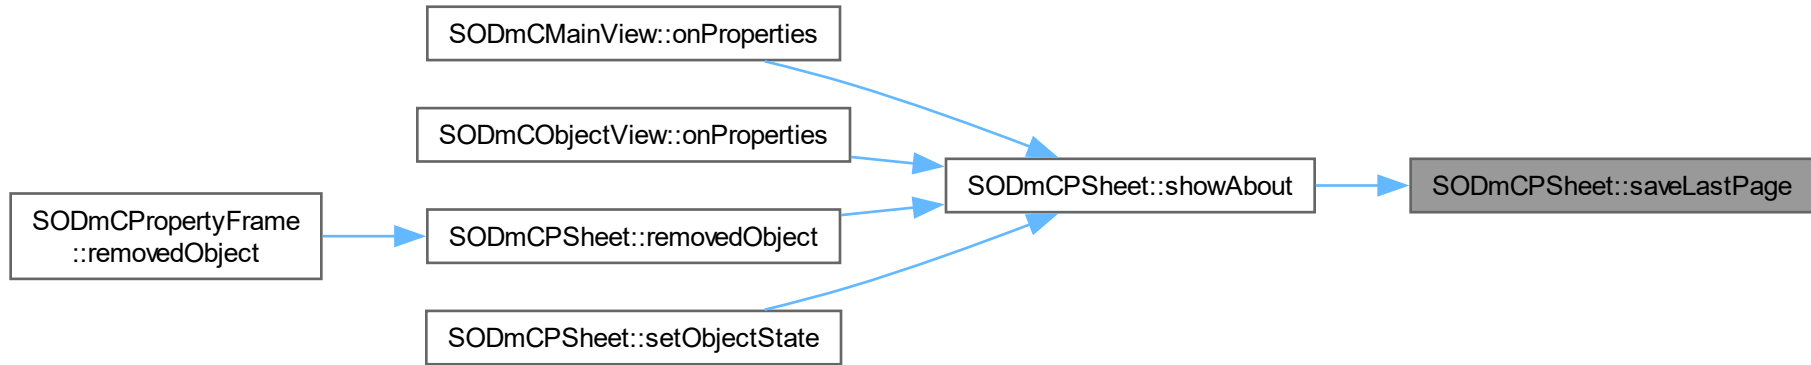 SODmCMainView::onProperties
SODmCObjectView::onProperties
SODmCPropertyFrame
::removedObject
SODmCPSheet::removedObject
SODmCPSheet::setObjectState
SODmCPSheet::showAbout
SODmCPSheet::saveLastPage